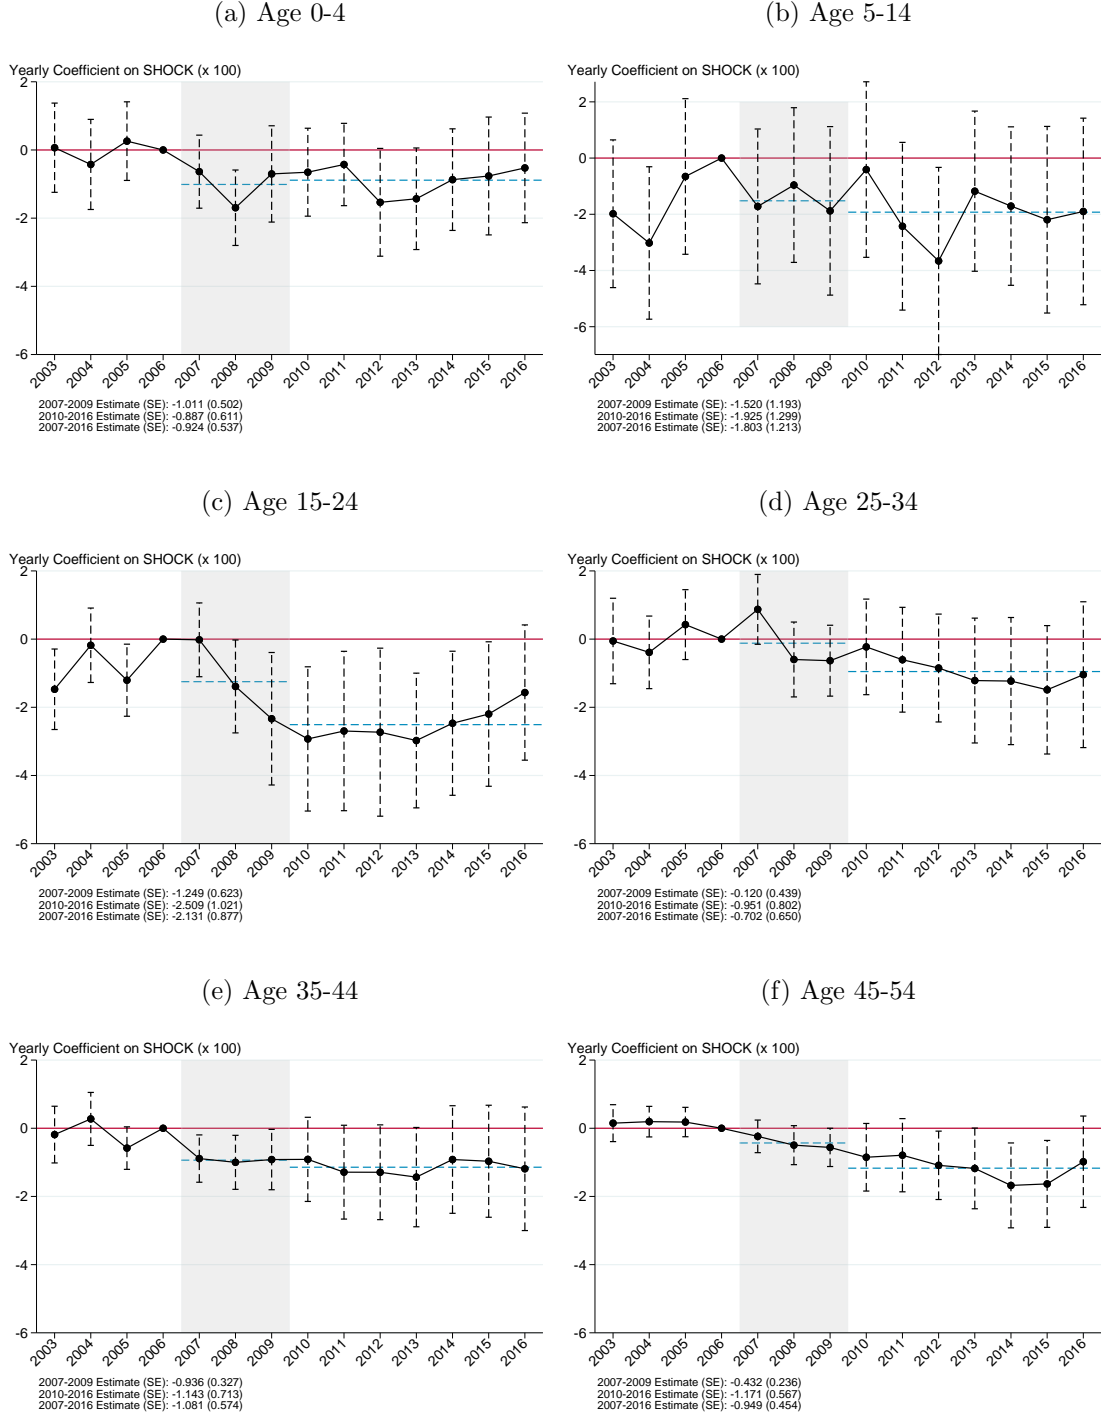 (a) Age 0-4
Yearly Coefficient on SHOCK (x 100)
2
0
-2
-4
-6
2003 2004 2005 2006 2007 2008 2009 2010 2011 2012 2013 2014 2015 2016
2007-2009 Estimate (SE): -1.011 (0.502)
2010-2016 Estimate (SE): -0.887 (0.611)
2007-2016 Estimate (SE): -0.924 (0.537)
(b) Age 5-14
Yearly Coefficient on SHOCK (x 100)
2
0
-2
-4
-6
2003 2004 2005 2006 2007 2008 2009 2010 2011 2012 2013 2014 2015 2016
2007-2009 Estimate (SE): -1.520 (1.193)
2010-2016 Estimate (SE): -1.925 (1.299)
2007-2016 Estimate (SE): -1.803 (1.213)
(c) Age 15-24
Yearly Coefficient on SHOCK (x 100)
2
0
-2
-4
-6
2003 2004 2005 2006 2007 2008 2009 2010 2011 2012 2013 2014 2015 2016
2007-2009 Estimate (SE): -1.249 (0.623)
2010-2016 Estimate (SE): -2.509 (1.021)
2007-2016 Estimate (SE): -2.131 (0.877)
(d) Age 25-34
Yearly Coefficient on SHOCK (x 100)
2
0
-2
-4
-6
2003 2004 2005 2006 2007 2008 2009 2010 2011 2012 2013 2014 2015 2016
2007-2009 Estimate (SE): -0.120 (0.439)
2010-2016 Estimate (SE): -0.951 (0.802)
2007-2016 Estimate (SE): -0.702 (0.650)
(e) Age 35-44
Yearly Coefficient on SHOCK (x 100)
2
0
-2
-4
-6
2003 2004 2005 2006 2007 2008 2009 2010 2011 2012 2013 2014 2015 2016
2007-2009 Estimate (SE): -0.936 (0.327)
2010-2016 Estimate (SE): -1.143 (0.713)
2007-2016 Estimate (SE): -1.081 (0.574)
(f) Age 45-54
Yearly Coefficient on SHOCK (x 100)
2
0
-2
-4
-6
2003 2004 2005 2006 2007 2008 2009 2010 2011 2012 2013 2014 2015 2016
2007-2009 Estimate (SE): -0.432 (0.236)
2010-2016 Estimate (SE): -1.171 (0.567)
2007-2016 Estimate (SE): -0.949 (0.454)